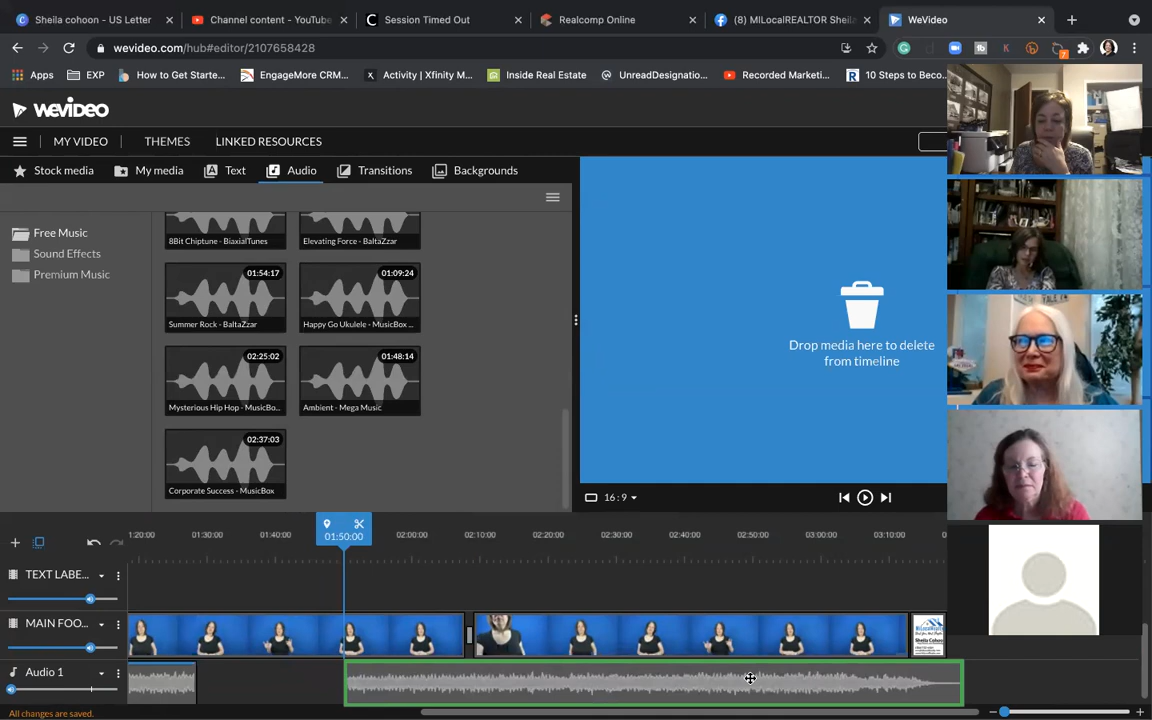 Sheila cohoon - US Letter
Channel content - YouTube
Session Timed Out
Realcomp Online
(8) MILocalREALTOR Sheila
WeVideo
wevideo.com/hub#editor/2107658428
Apps
EXP
How to Get Starte...
EngageMore CRM...
Activity | Xfinity M...
Inside Real Estate
UnreadDesignatio...
Recorded Marketi...
10 Steps to Beco...
WEVIDEO
MY VIDEO
THEMES
LINKED RESOURCES
Stock media
My media
Text
Audio
Transitions
Backgrounds
Free Music
Sound Effects
Premium Music
8Bit Chiptune - BiaxialTunes
Elevating Force - BaltaZzar
01:54:17
Summer Rock - BaltaZzar
01:09:24
Happy Go Ukulele - MusicBox ...
02:25:02
Mysterious Hip Hop - MusicBo...
01:48:14
Ambient - Mega Music
02:37:03
Corporate Success - MusicBox
Drop media here to delete
from timeline
16:9
1:20:00
01:30:00
01:40:00
01:50:00
02:00:00
02:10:00
02:20:00
02:30:00
02:40:00
02:50:00
03:00:00
03:10:00
TEXT LABE...
MAIN FOO...
Audio 1
All changes are saved.